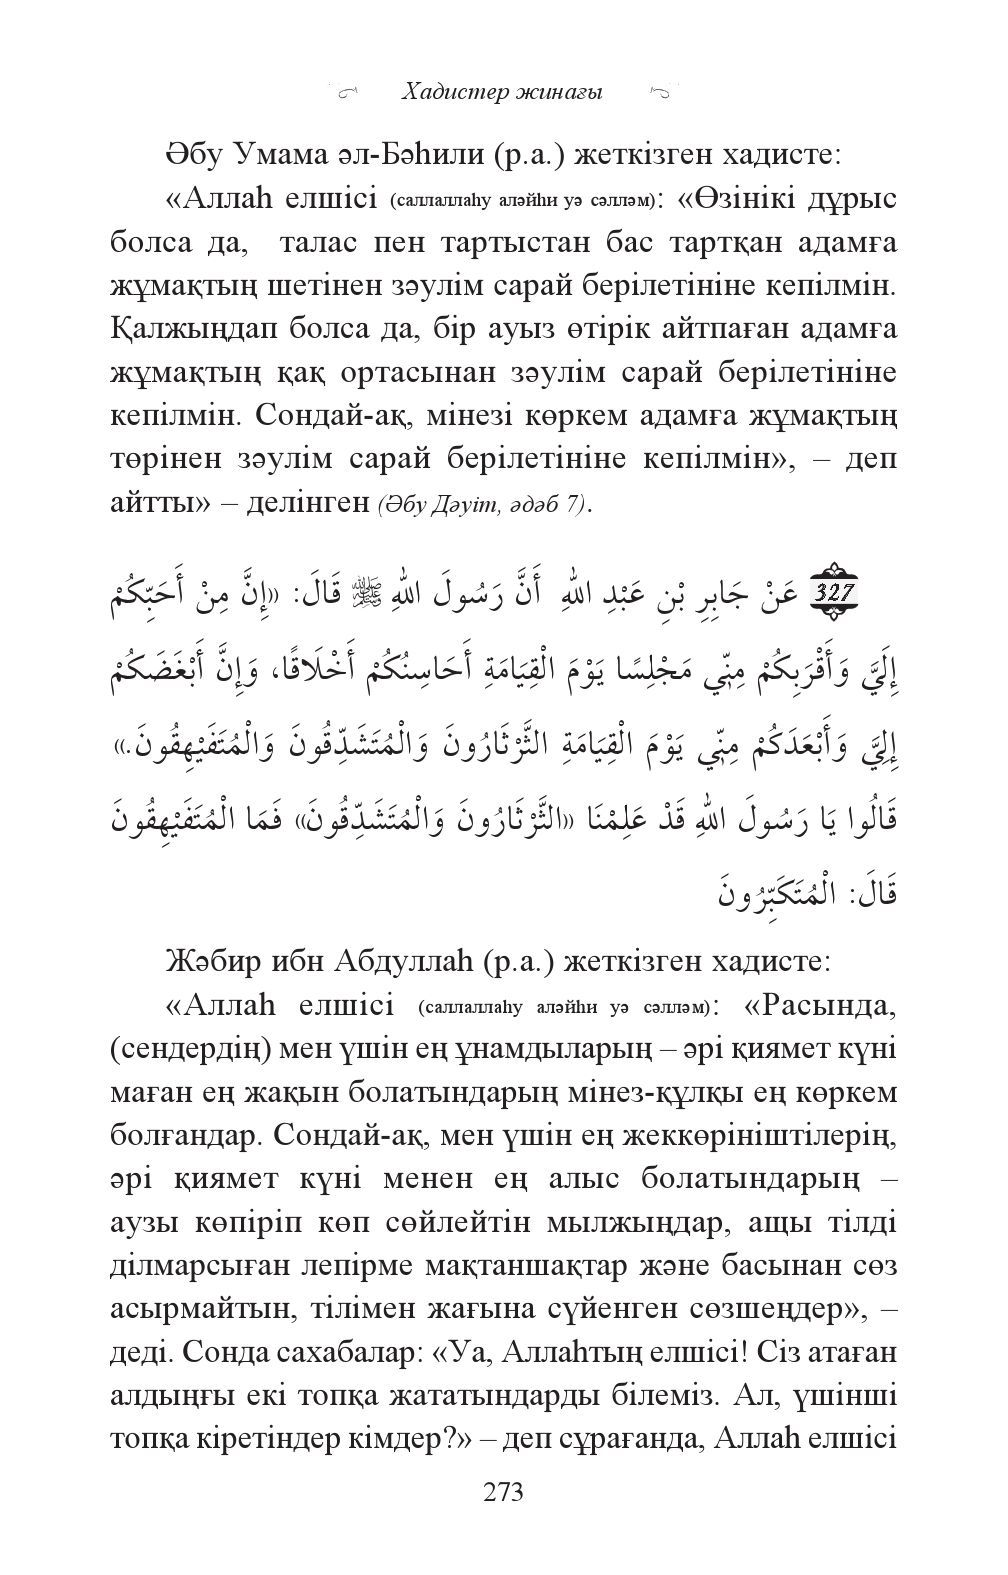 Хадистер жинағы
Әбу Умама әл-Бәһили (р.а.) жеткізген хадисте:
«Аллаһ елшісі (саллаллаһу аләйһи уә сәлләм): «Өзінікі дұрыс
болса да, талас пен тартыстан бас тартқан адамға
жұмақтың шетінен зәулім сарай берілетініне кепілмін.
Қалжыңдап болса да, бір ауыз өтірік айтпаған адамға
жұмақтың қақ ортасынан зәулім сарай берілетініне
кепілмін. Сондай-ақ, мінезі көркем адамға жұмақтың
төрінен зәулім сарай берілетініне кепілмін», – деп
айтты» – делінген (Әбу Дәуіт, әдәб 7).
327 عَنْ جَابِرِ بْنِ عَبْدِ اللهِ أَنَّ رَسُولَ اللهِ ﷺ قَالَ: «إِنَّ مِنْ أَحَبِّكُمْ
إِلَيَّ وَأَقْرَبِكُمْ مِنِّي مَجْلِسًا يَوْمَ الْقِيَامَةِ أَحَاسِنُكُمْ أَخْلَاقًا، وَإِنَّ أَبْغَضَكُمْ
إِلَيَّ وَأَبْعَدَكُمْ مِنِّي يَوْمَ الْقِيَامَةِ الثَّرْثَارُونَ وَالْمُتَشَدِّقُونَ وَالْمُتَفَيْهِقُونَ.»
قَالُوا يَا رَسُولَ اللهِ قَدْ عَلِمْنَا «الثَّرْثَارُونَ وَالْمُتَشَدِّقُونَ» فَمَا الْمُتَفَيْهِقُونَ
قَالَ: الْمُتَكَبِّرُونَ
Жәбир ибн Абдуллаһ (р.а.) жеткізген хадисте:
«Аллаһ елшісі (саллаллаһу аләйһи уә сәлләм): «Расында,
(сендердің) мен үшін ең ұнамдыларың – әрі қиямет күні
маған ең жақын болатындарың мінез-құлқы ең көркем
болғандар. Сондай-ақ, мен үшін ең жеккөрініштілерің,
әрі қиямет күні менен ең алыс болатындарың –
аузы көпіріп көп сөйлейтін мылжыңдар, ащы тілді
ділмарсыған лепірме мақтаншақтар және басынан сөз
асырмайтын, тілімен жағына сүйенген сөзшеңдер», –
деді. Сонда сахабалар: «Уа, Аллаһтың елшісі! Сіз атаған
алдыңғы екі топқа жататындарды білеміз. Ал, үшінші
топқа кіретіндер кімдер?» – деп сұрағанда, Аллаһ елшісі
273